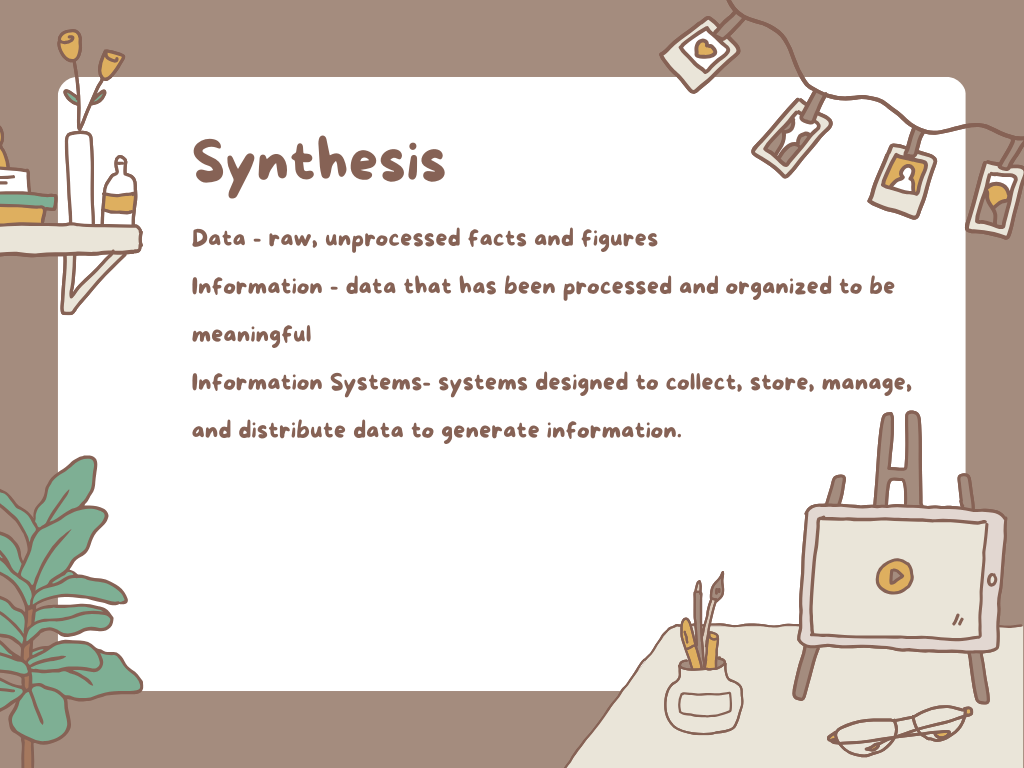 Synthesis
Data - raw, unprocessed facts and figures
Information - data that has been processed and organized to be
meaningful
Information Systems- systems designed to collect, store, manage,
and distribute data to generate information.